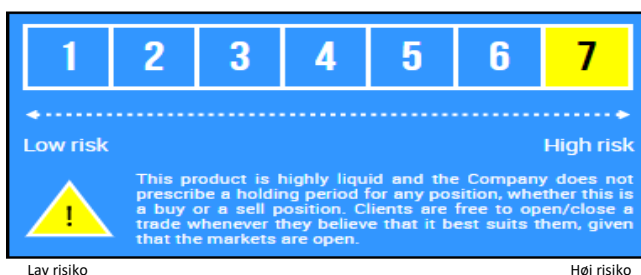 1 2 3 4 5 6 7
Low risk High risk
!
This product is highly liquid and the Company does not
prescribe a holding period for any position, whether this is
a buy or a sell position. Clients are free to open/close a
trade whenever they believe that it best suits them, given
that the markets are open.
Lav risiko Høj risiko